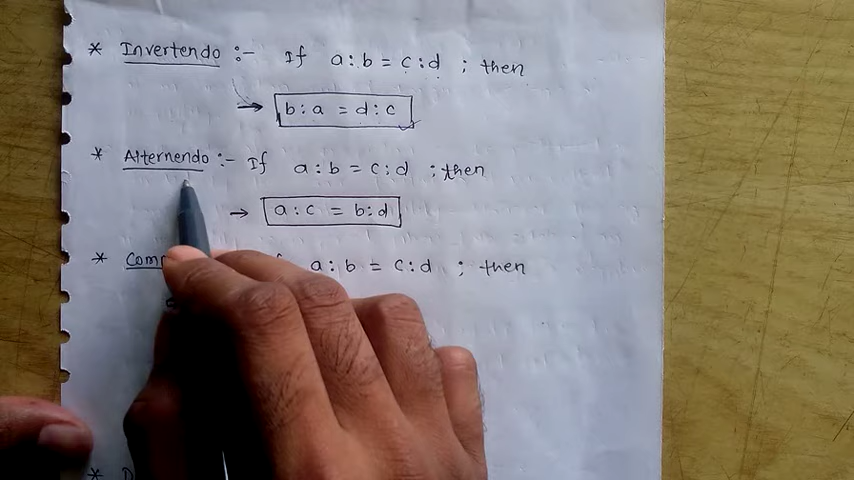 * Invertendo :- If a:b = c:d ; then
→ b:a = d:c
* Alternendo :- If a:b = c:d ; then
→ a:c = b:d
* a:b = c:d ; then
*